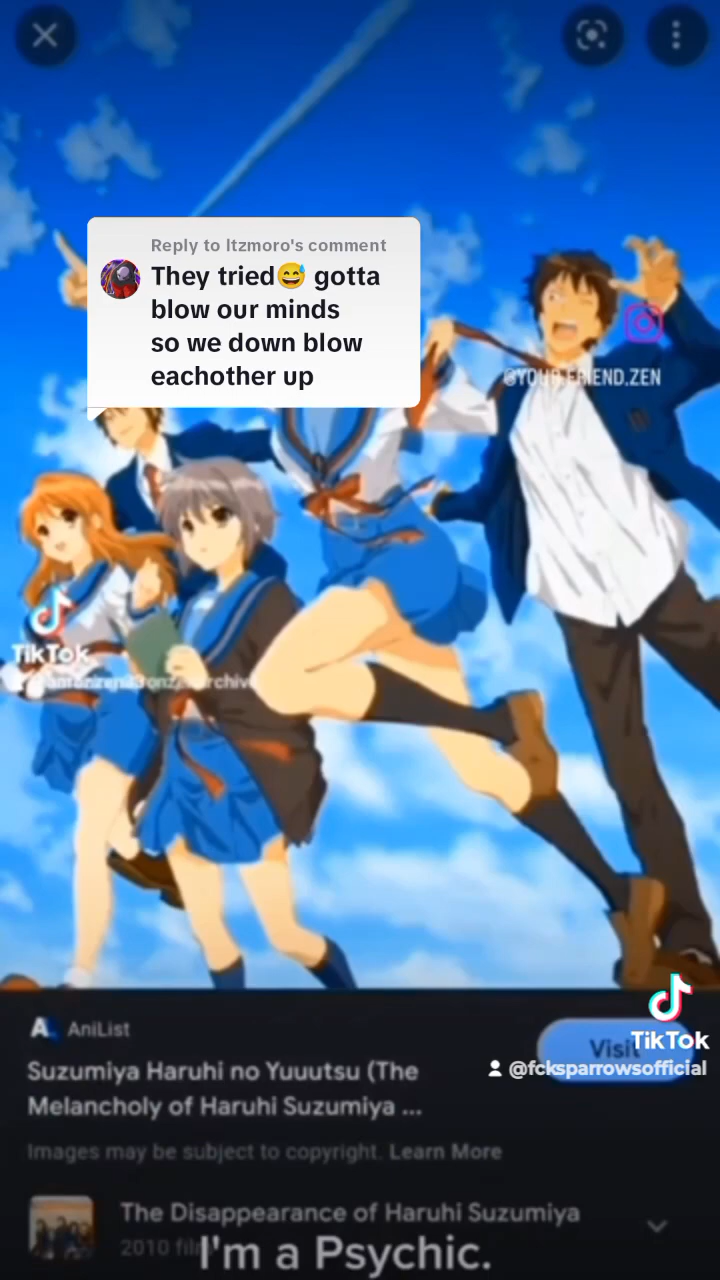 Reply to Itzmoro's comment
They tried😅 gotta
blow our minds
so we down blow
eachother up
@YOUR.FRIEND.ZEN
TikTok
AniList
Suzumiya Haruhi no Yuuutsu (The
Melancholy of Haruhi Suzumiya ...
Visit
TikTok
@fcksparrowsofficial
Images may be subject to copyright. Learn More
The Disappearance of Haruhi Suzumiya
2010 film
I'm a Psychic.